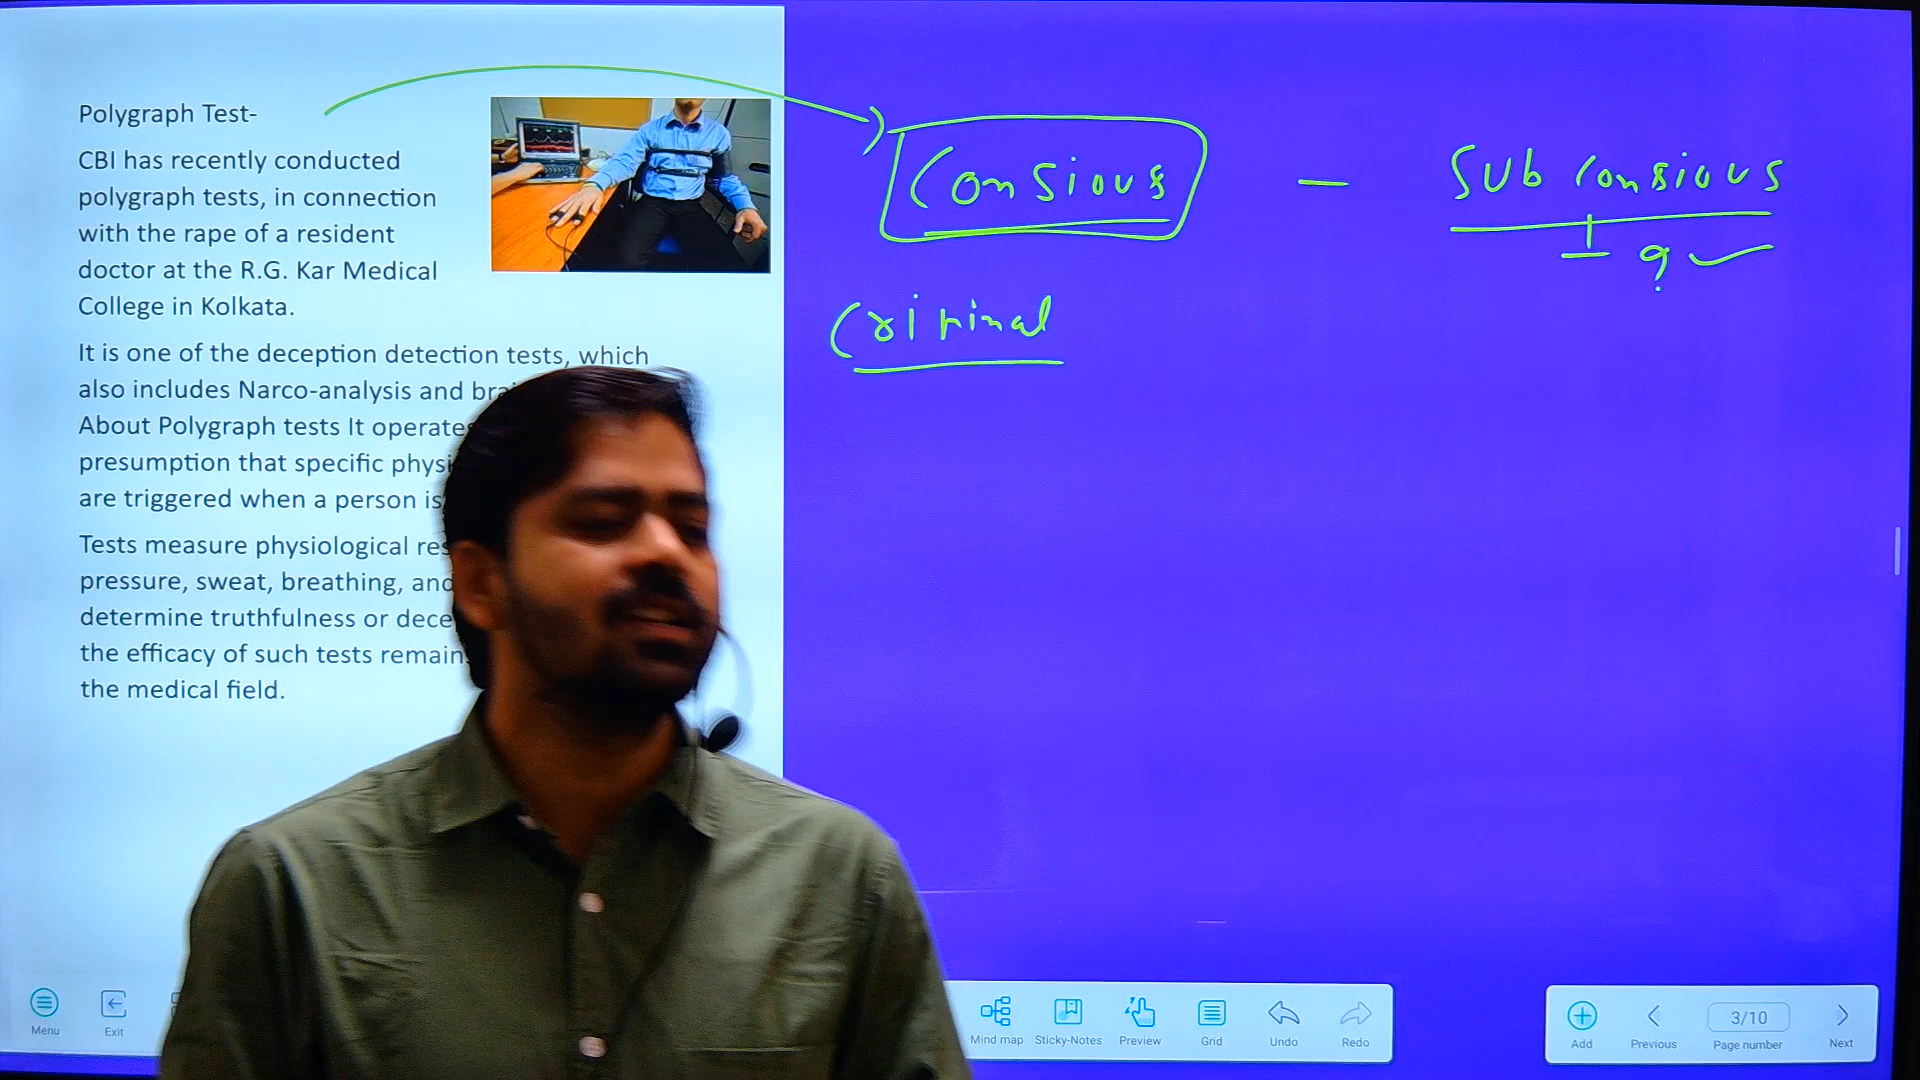 Polygraph Test-
CBI has recently conducted
polygraph tests, in connection
with the rape of a resident
doctor at the R.G. Kar Medical
College in Kolkata.
It is one of the deception detection tests, which
also includes Narco-analysis and
About Polygraph tests It operates
presumption that specific
are triggered when a person is
Tests measure physiological
pressure, sweat, breathing, and
determine truthfulness or
the efficacy of such tests
the medical field.
Consious — Sub consious
?
Criminal
Menu
Exit
Mind map
Sticky-Notes
Preview
Grid
Undo
Redo
Add
Previous
3/10
Page number
Next